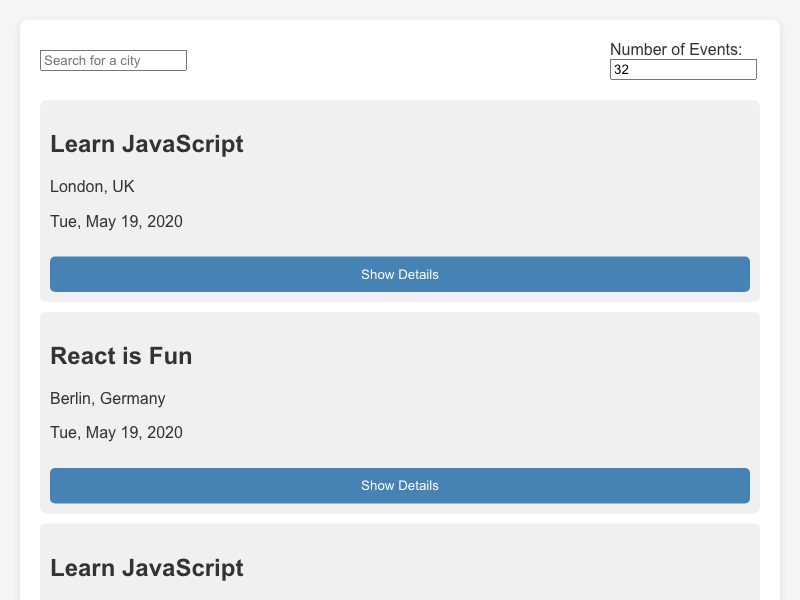 Search for a city
Number of Events:
32
Learn JavaScript
London, UK
Tue, May 19, 2020
Show Details
React is Fun
Berlin, Germany
Tue, May 19, 2020
Show Details
Learn JavaScript